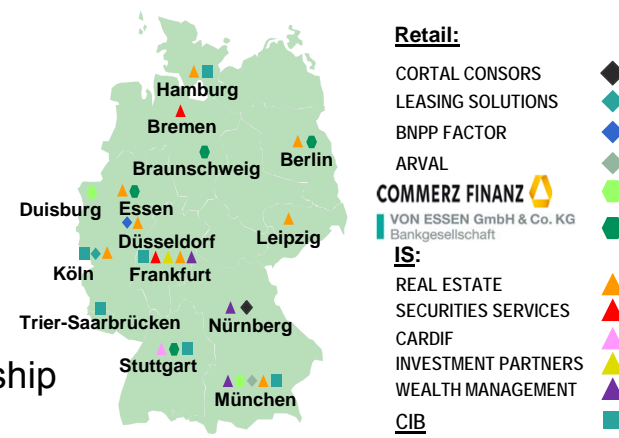 Hamburg
Bremen
Braunschweig
Berlin
Duisburg
Essen
Düsseldorf
Leipzig
Köln
Frankfurt
Trier-Saarbrücken
Nürnberg
Stuttgart
München
ship
Retail:
CORTAL CONSORS
LEASING SOLUTIONS
BNPP FACTOR
ARVAL
COMMERZ FINANZ
VON ESSEN GmbH & Co. KG
Bankgesellschaft
IS:
REAL ESTATE
SECURITIES SERVICES
CARDIF
INVESTMENT PARTNERS
WEALTH MANAGEMENT
CIB